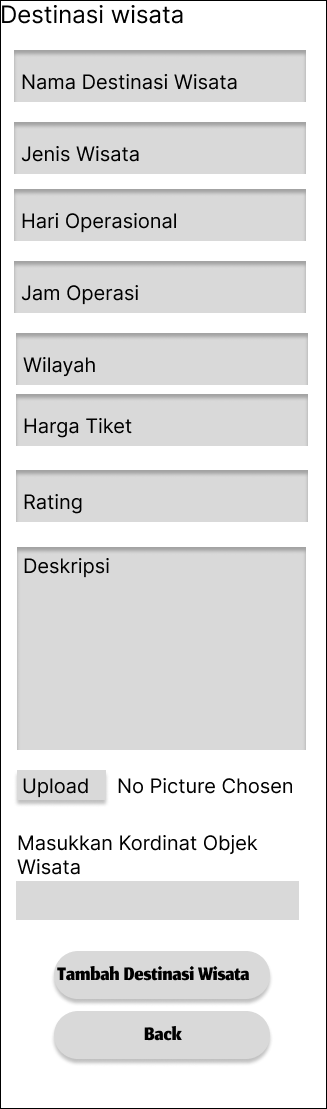 Destinasi wisata
Nama Destinasi Wisata
Jenis Wisata
Hari Operasional
Jam Operasi
Wilayah
Harga Tiket
Rating
Deskripsi
Upload No Picture Chosen
Masukkan Kordinat Objek
Wisata
Tambah Destinasi Wisata
Back